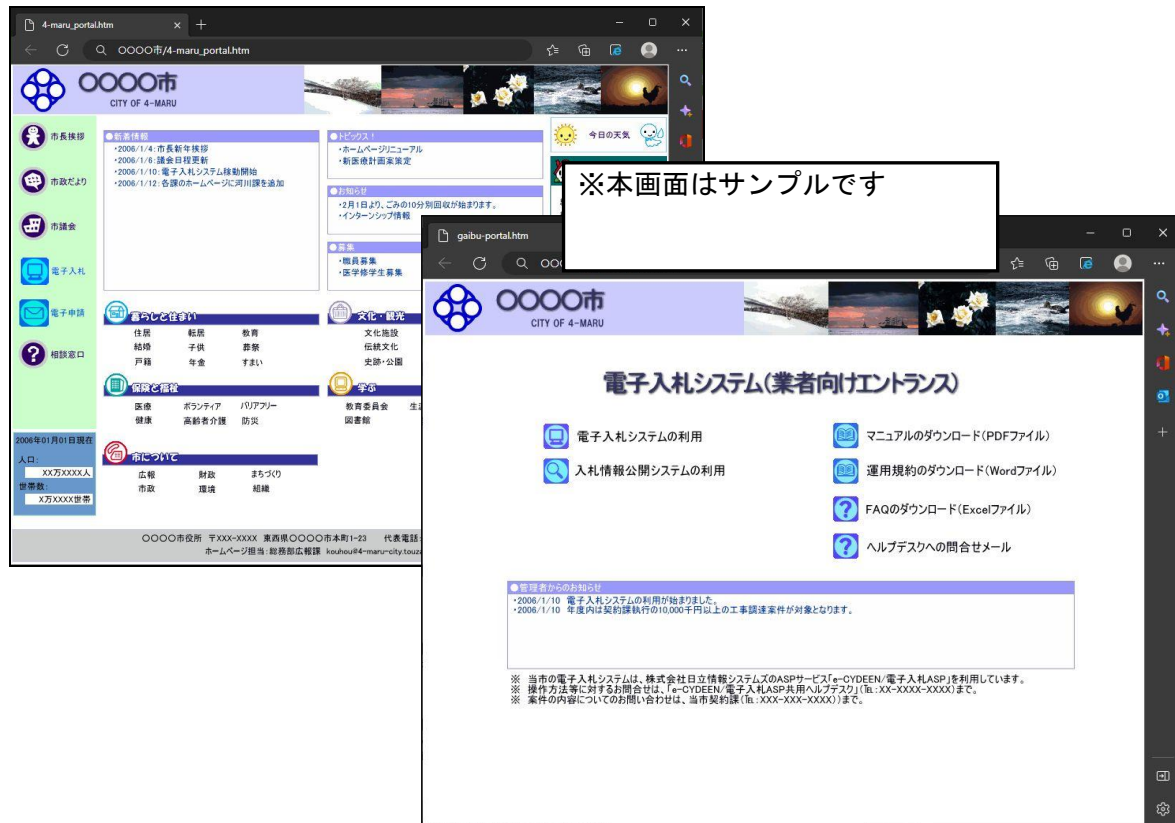 4-maru_portal.htm
〇〇〇〇市/4-maru_portal.htm
〇〇〇〇市
CITY OF 4-MARU
市長挨拶
市政だより
市議会
電子入札
電子申請
相談窓口
2006年01月01日現在
人口:
XX万XXXX人
世帯数:
X万XXXX世帯
●新着情報
・2006/1/4:市長新年挨拶
・2006/1/6:議会日程更新
・2006/1/10:電子入札システム稼動開始
・2006/1/12:各課のホームページに河川課を追加
●トピックス!
・ホームページリニューアル
・新医療計画案策定
●お知らせ
・2月1日より、ごみの10分別回収が始まります。
・インターンシップ情報
●募集
・職員募集
・医学修学生募集
今日の天気
暮らしと住まい
住居 転居 教育
結婚 子供 葬祭
戸籍 年金 すまい
文化・観光
文化施設
伝統文化
史跡・公園
保険と福祉
医療 ボランティア バリアフリー
健康 高齢者介護 防災
学ぶ
教育委員会
図書館
市について
広報 財政 まちづくり
市政 環境 組織
〇〇〇〇市役所 〒XXX-XXXX 東西県〇〇〇〇市本町1-23 代表電話:
ホームページ担当:総務部広報課 kouhou#4-maru-city.touza
※本画面はサンプルです
gaibu-portal.htm
〇〇〇〇市
CITY OF 4-MARU
電子入札システム(業者向けエントランス)
電子入札システムの利用
入札情報公開システムの利用
マニュアルのダウンロード(PDFファイル)
運用規約のダウンロード(Wordファイル)
FAQのダウンロード(Excelファイル)
ヘルプデスクへの問合せメール
●管理者からのお知らせ
・2006/1/10 電子入札システムの利用が始まりました。
・2006/1/10 年度内は契約課執行の10,000千円以上の工事調達案件が対象となります。
※ 当市の電子入札システムは、株式会社日立情報システムズのASPサービス「e-CYDEEN/電子入札ASP」を利用しています。
※ 操作方法等に対するお問合せは、「e-CYDEEN/電子入札ASP共用ヘルプデスク」(℡:XX-XXXX-XXXX)まで。
※ 案件の内容についてのお問い合わせは、当市契約課(℡:XXX-XXX-XXXX))まで。